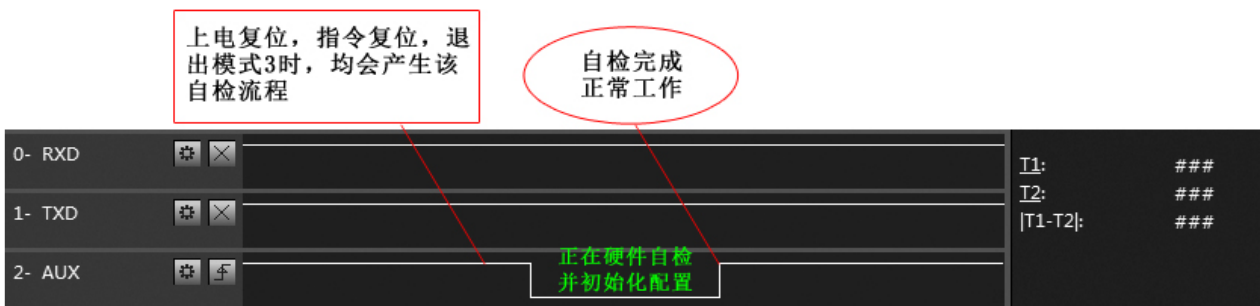 上电复位，指令复位，退
出模式3时，均会产生该
自检流程
自检完成
正常工作
0- RXD
1- TXD
2- AUX
正在硬件自检
并初始化配置
T1: ###
T2: ###
|T1-T2|: ###